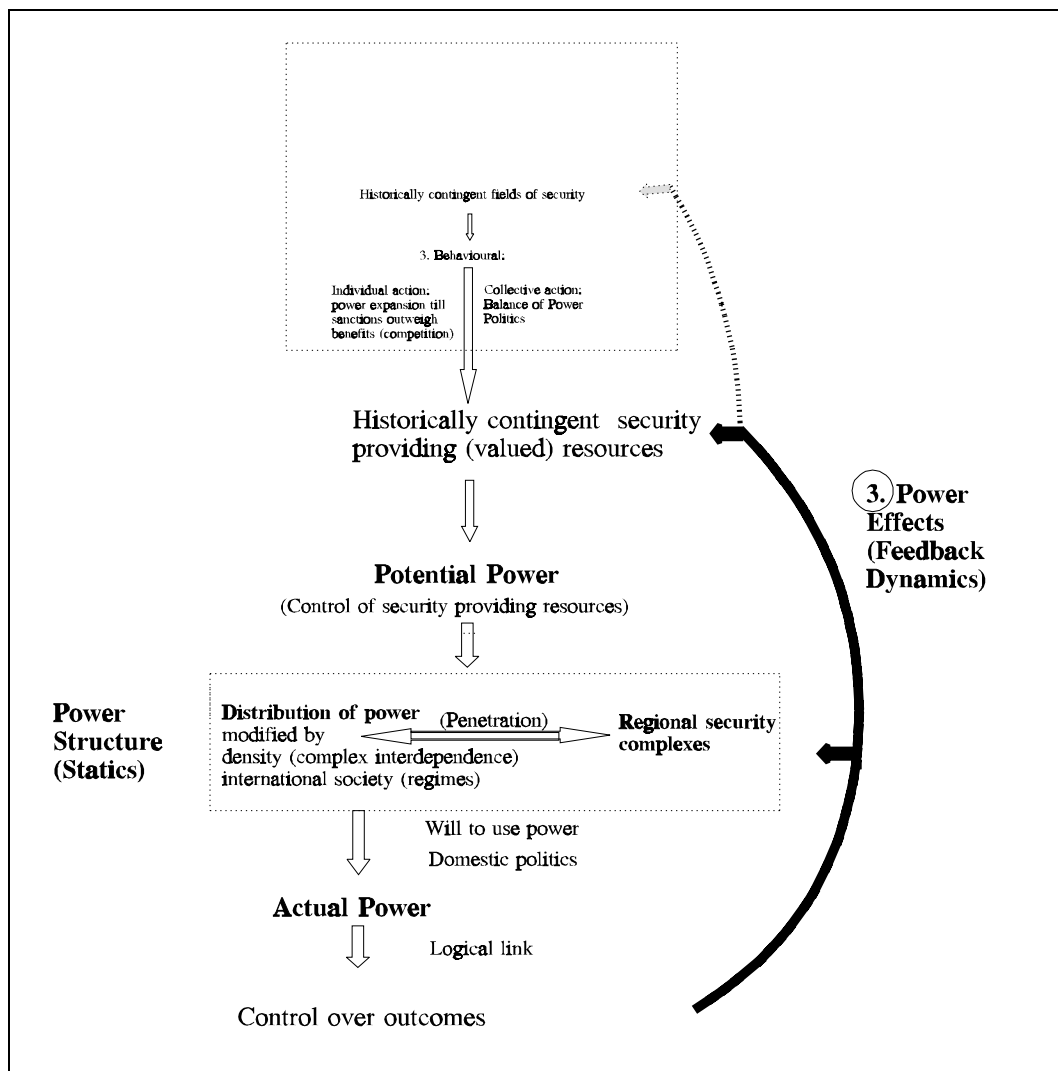 Historically contingent fields of security
3. Behavioural:
Individual action:
power expansion till
sanctions outweigh
benefits (competition)
Collective action:
Balance of Power
Politics
Historically contingent security
providing (valued) resources
3. Power
Effects
(Feedback
Dynamics)
Potential Power
(Control of security providing resources)
Power
Structure
(Statics)
Distribution of power
modified by
density (complex interdependence)
international society (regimes)
(Penetration)
Regional security
complexes
Will to use power
Domestic politics
Actual Power
Logical link
Control over outcomes